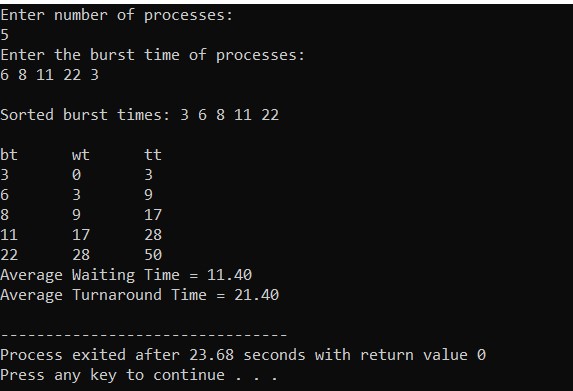 Enter number of processes:
5
Enter the burst time of processes:
6 8 11 22 3
Sorted burst times: 3 6 8 11 22
bt wt tt
3 0 3
6 3 9
8 9 17
11 17 28
22 28 50
Average Waiting Time = 11.40
Average Turnaround Time = 21.40
--------------------------------
Process exited after 23.68 seconds with return value 0
Press any key to continue . . .